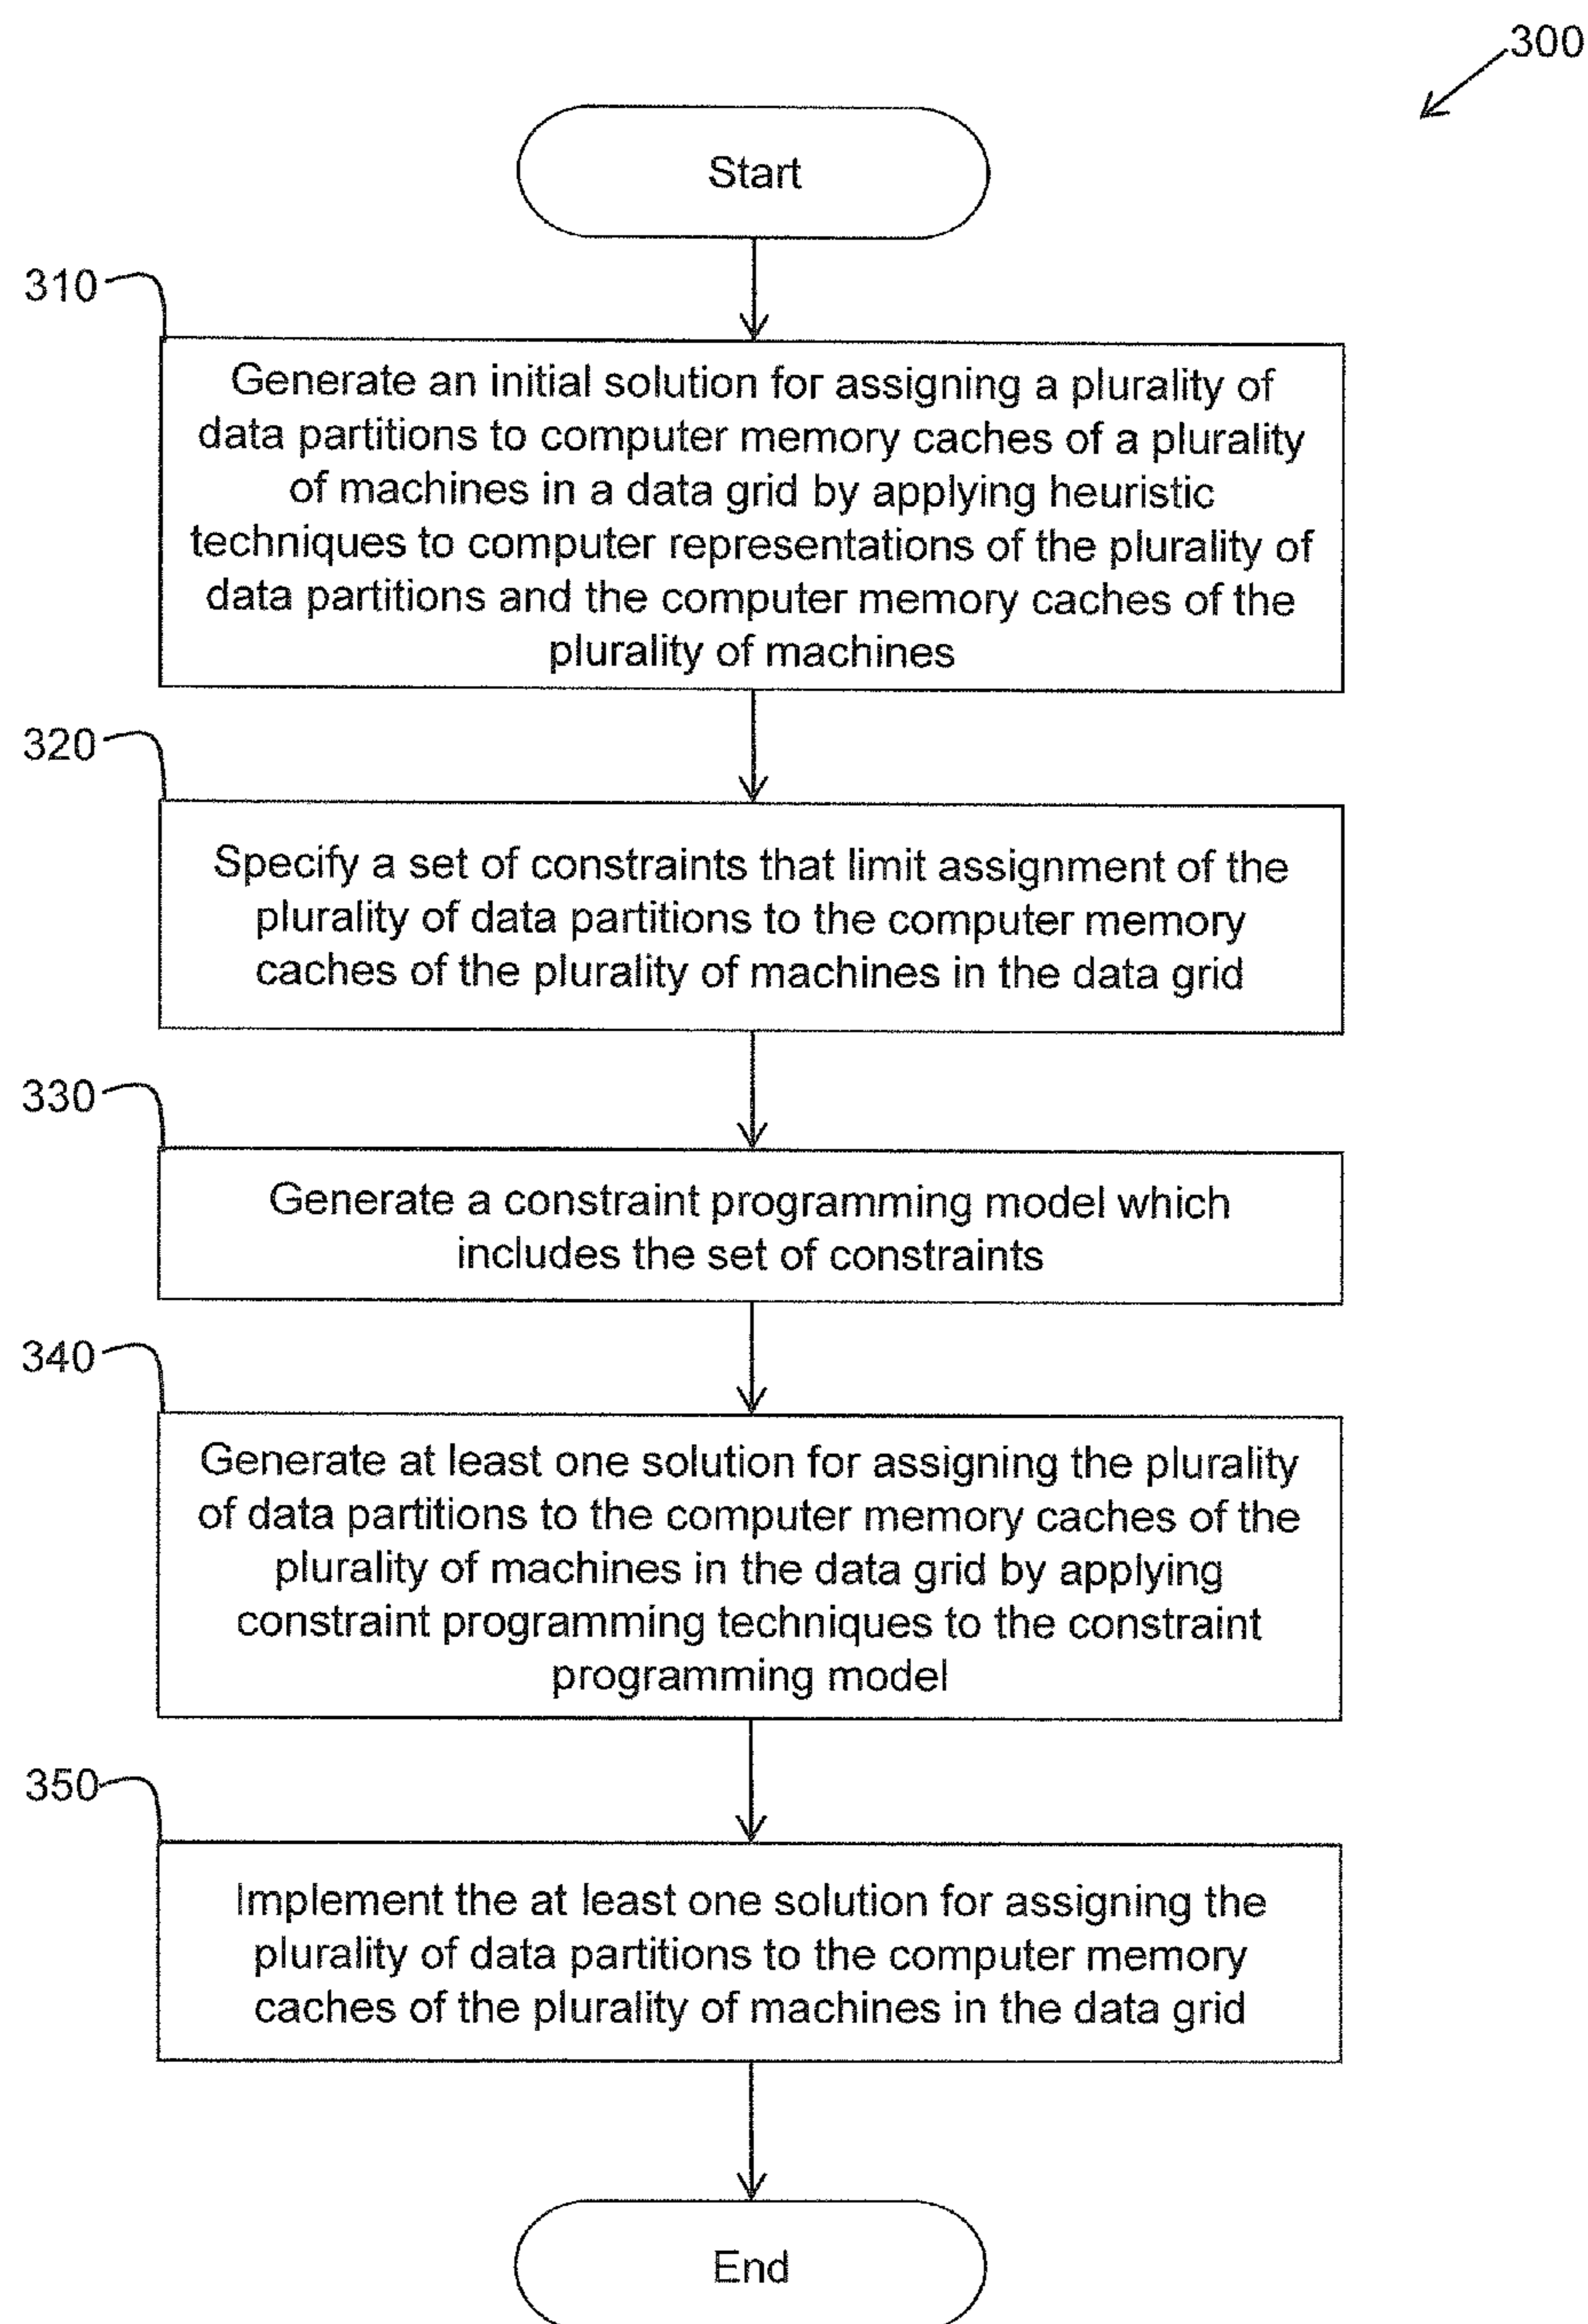 300
Start
310
Generate an initial solution for assigning a plurality of
data partitions to computer memory caches of a plurality
of machines in a data grid by applying heuristic
techniques to computer representations of the plurality of
data partitions and the computer memory caches of the
plurality of machines
320
Specify a set of constraints that limit assignment of the
plurality of data partitions to the computer memory
caches of the plurality of machines in the data grid
330
Generate a constraint programming model which
includes the set of constraints
340
Generate at least one solution for assigning the plurality
of data partitions to the computer memory caches of the
plurality of machines in the data grid by applying
constraint programming techniques to the constraint
programming model
350
Implement the at least one solution for assigning the
plurality of data partitions to the computer memory
caches of the plurality of machines in the data grid
End